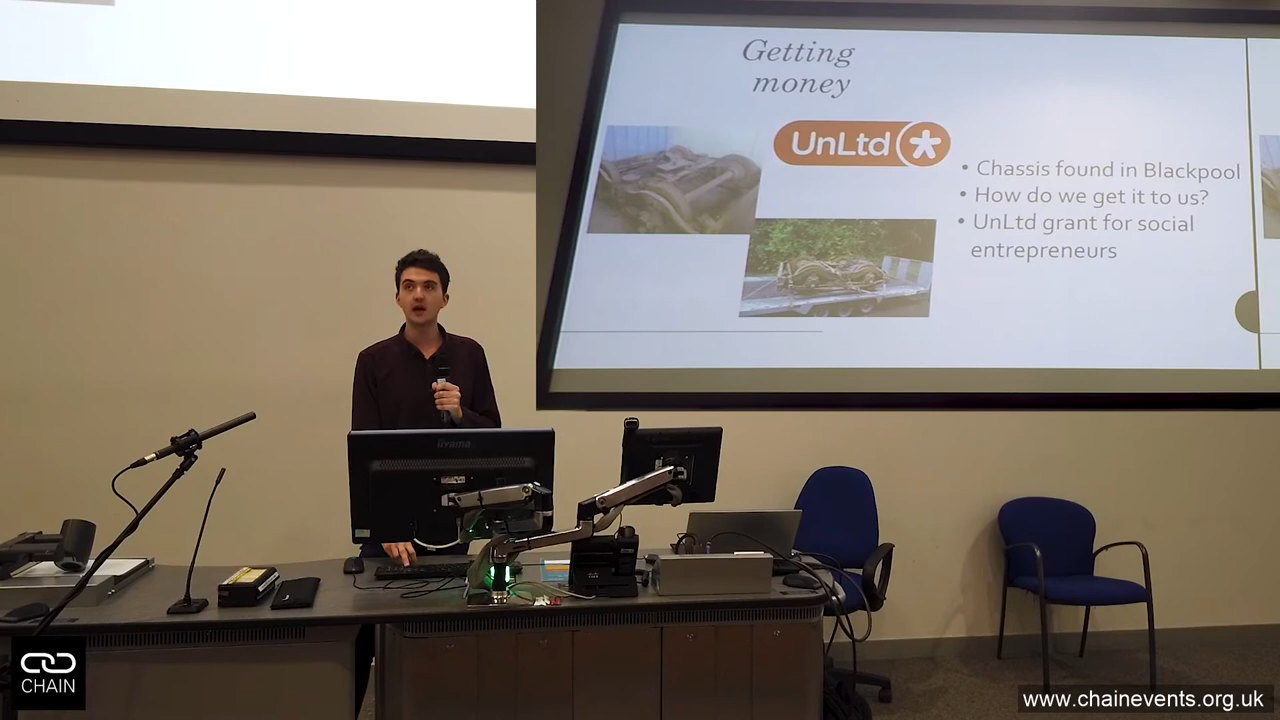 Getting
money
UnLtd
• Chassis found in Blackpool
• How do we get it to us?
• UnLtd grant for social
entrepreneurs
iiyama
CHAIN
www.chainevents.org.uk